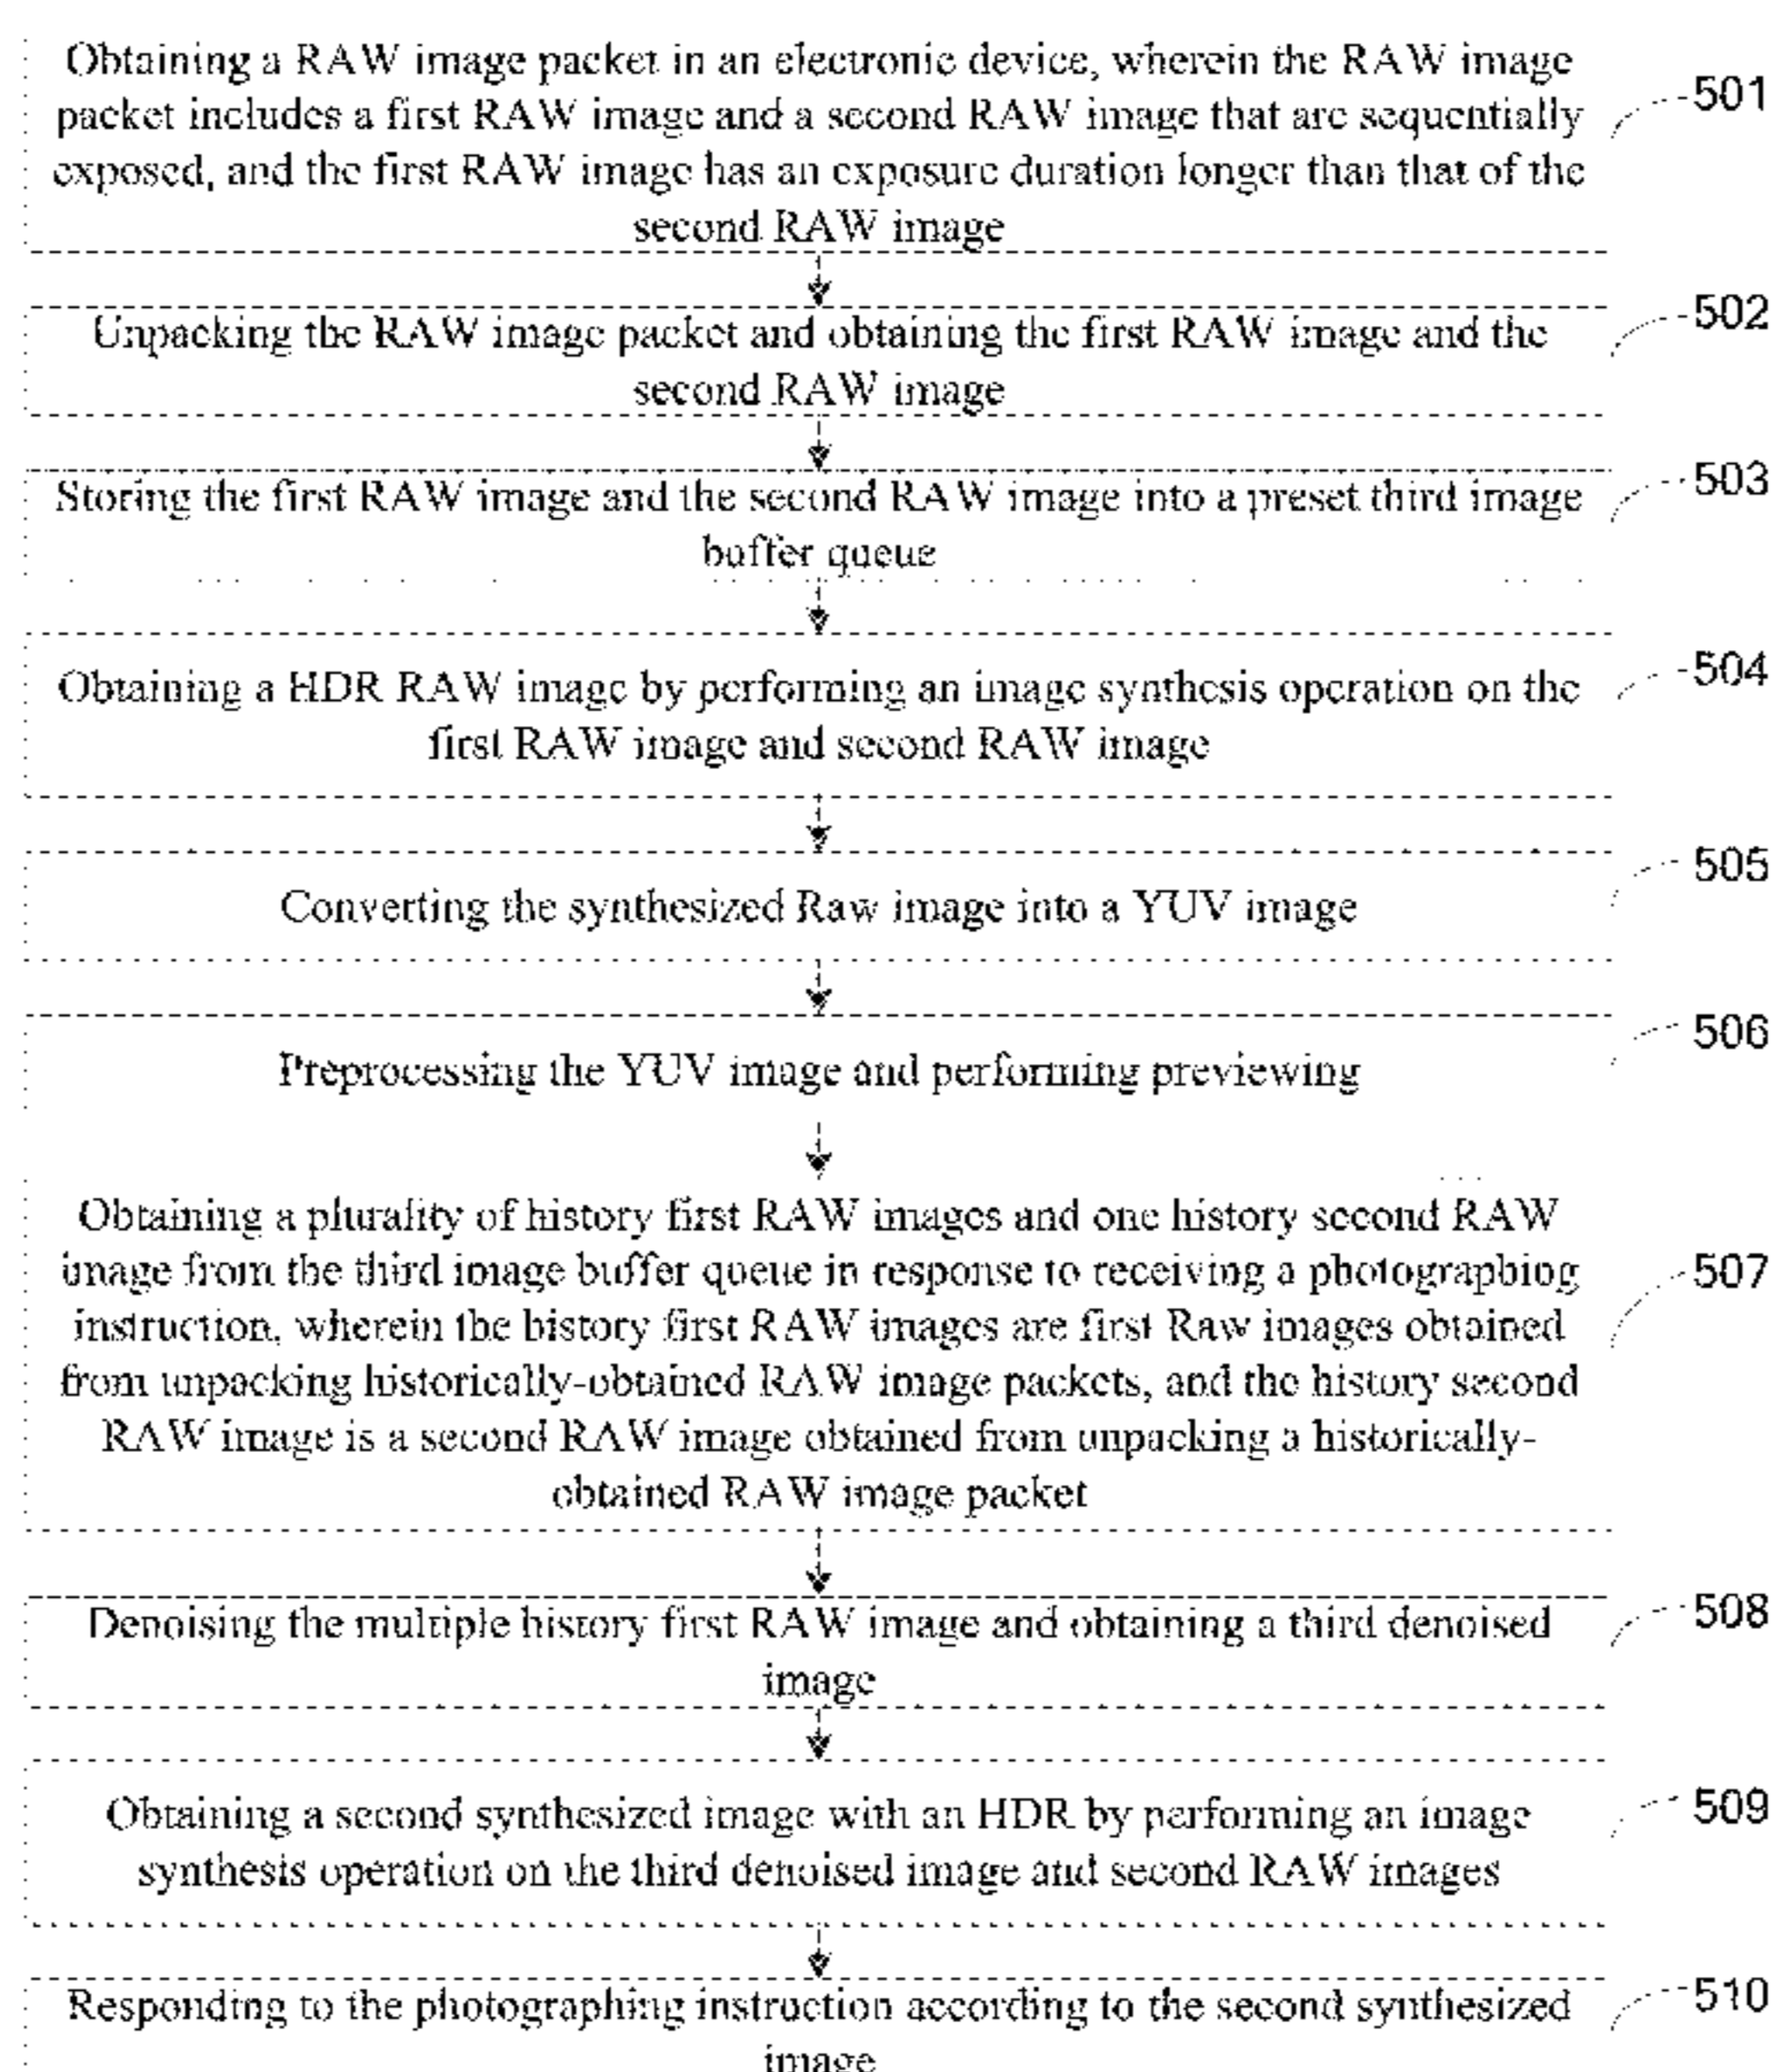 Obtaining a RAW image packet in an electronic device, wherein the RAW image
packet includes a first RAW image and a second RAW image that are sequentially
exposed, and the first RAW image has an exposure duration longer than that of the
second RAW image
501
Unpacking the RAW image packet and obtaining the first RAW image and the
second RAW image
502
Storing the first RAW image and the second RAW image into a preset third image
buffer queue
503
Obtaining a HDR RAW image by performing an image synthesis operation on the
first RAW image and second RAW image
504
Converting the synthesized Raw image into a YUV image
505
Preprocessing the YUV image and performing previewing
506
Obtaining a plurality of history first RAW images and one history second RAW
image from the third image buffer queue in response to receiving a photographing
instruction, wherein the history first RAW images are first Raw images obtained
from unpacking historically-obtained RAW image packets, and the history second
RAW image is a second RAW image obtained from unpacking a historically-
obtained RAW image packet
507
Denoising the multiple history first RAW image and obtaining a third denoised
image
508
Obtaining a second synthesized image with an HDR by performing an image
synthesis operation on the third denoised image and second RAW images
509
Responding to the photographing instruction according to the second synthesized
image
510